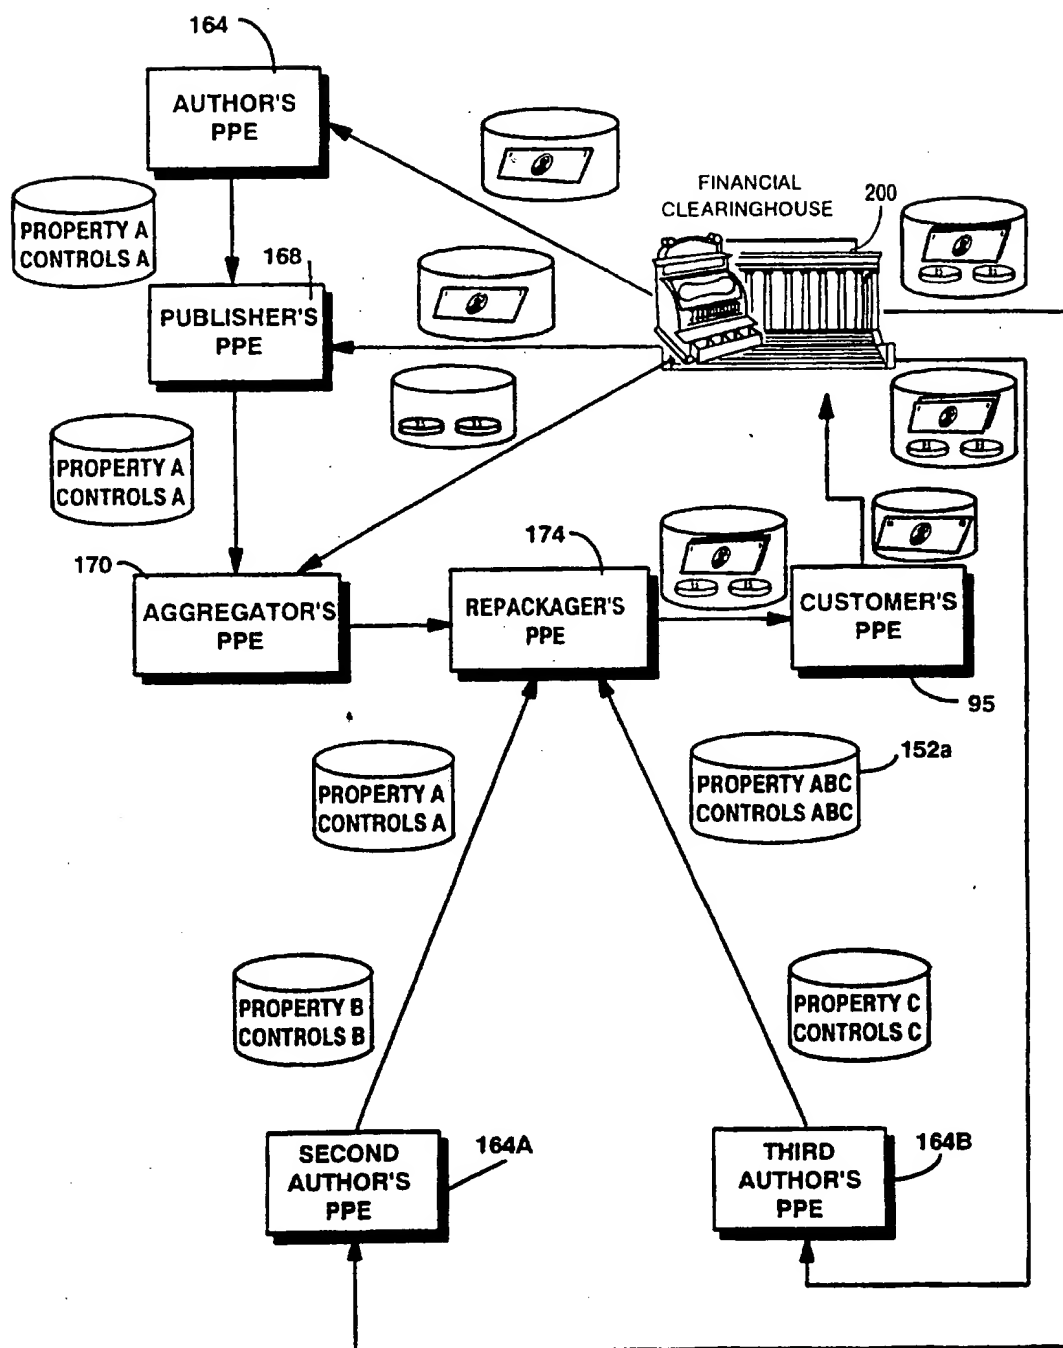 164
AUTHOR'S
PPE
FINANCIAL
CLEARINGHOUSE
200
PROPERTY A
CONTROLS A
168
PUBLISHER'S
PPE
PROPERTY A
CONTROLS A
170
AGGREGATOR'S
PPE
174
REPACKAGER'S
PPE
CUSTOMER'S
PPE
95
PROPERTY A
CONTROLS A
PROPERTY ABC
CONTROLS ABC
152a
PROPERTY B
CONTROLS B
PROPERTY C
CONTROLS C
SECOND
AUTHOR'S
PPE
164A
THIRD
AUTHOR'S
PPE
164B